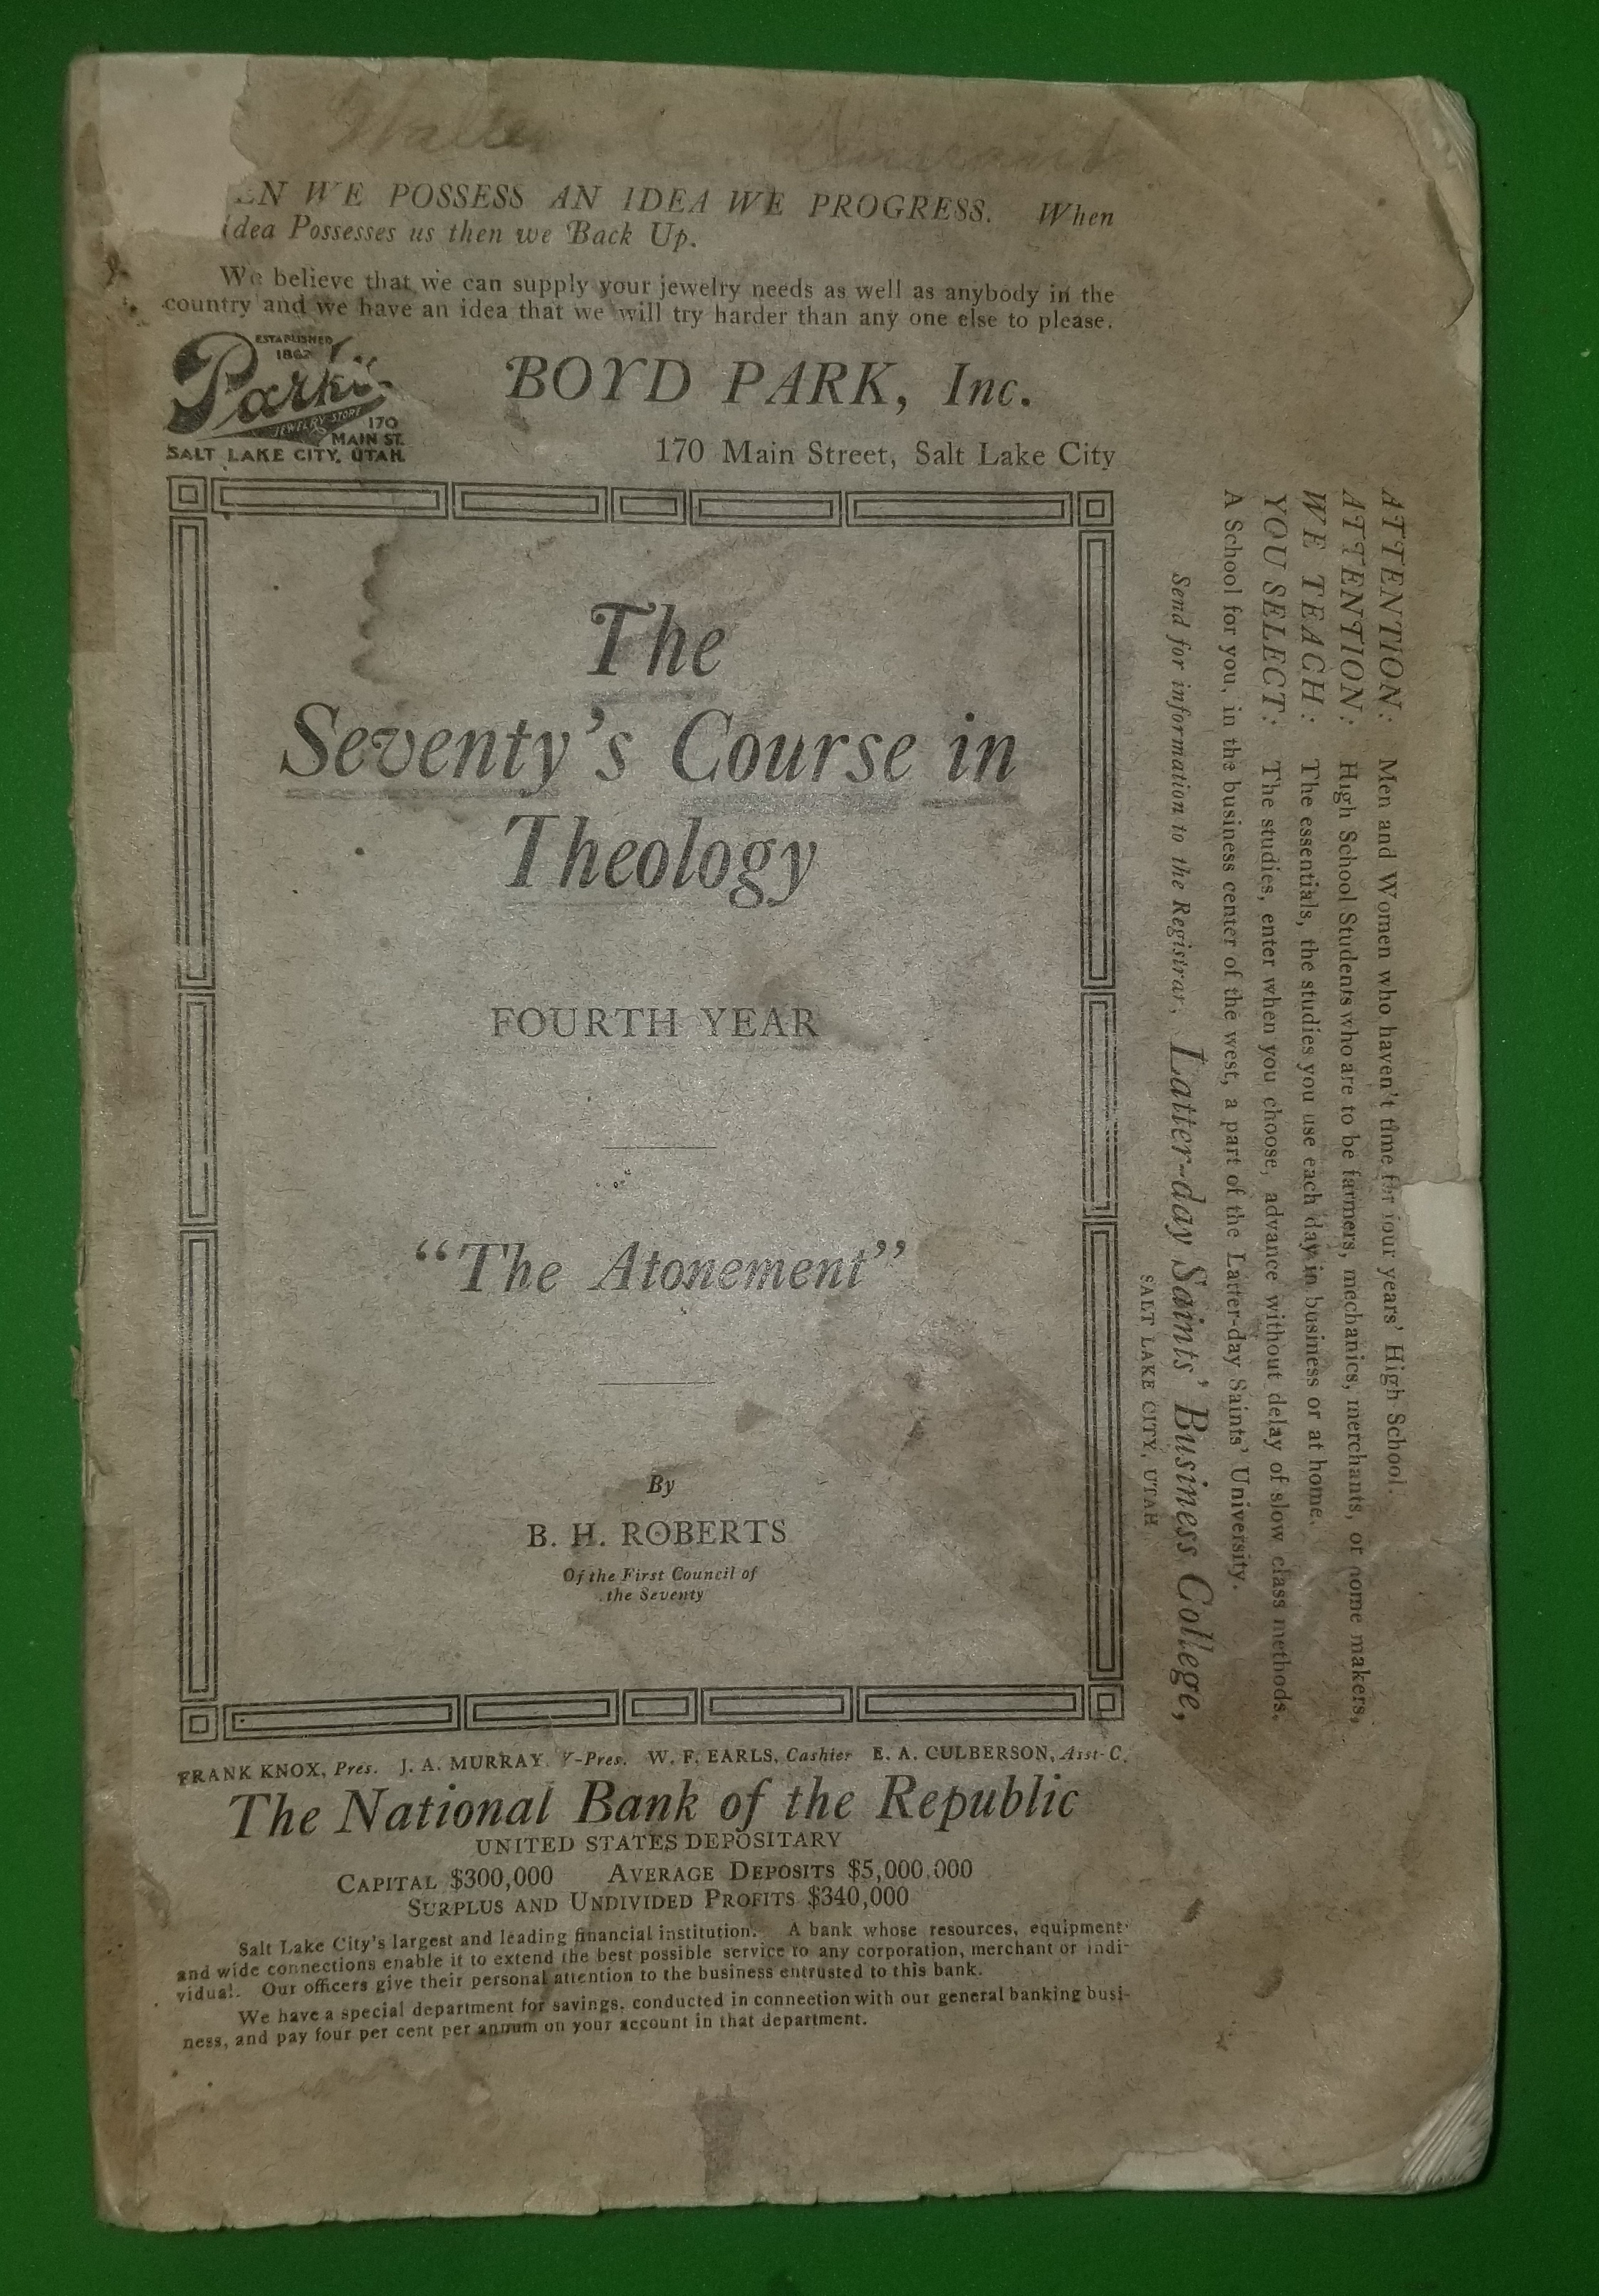 Walter
EN WE POSSESS AN IDEA WE PROGRESS. When
Idea Possesses us then we Back Up.
We believe that we can supply your jewelry needs as well as anybody in the
country and we have an idea that we will try harder than any one else to please.
ESTABLISHED
1862
Park's
JEWELRY STORE
170
MAIN ST.
SALT LAKE CITY, UTAH.
BOYD PARK, Inc.
170 Main Street, Salt Lake City
The
Seventy's Course in
Theology
FOURTH YEAR
"The Atonement"
By
B. H. ROBERTS
Of the First Council of
the Seventy
ATTENTION: Men and Women who haven't time for four years' High School.
ATTENTION: High School Students who are to be farmers, mechanics, merchants, or home makers,
WE TEACH: The essentials, the studies you use each day in business or at home.
YOU SELECT: The studies, enter when you choose, advance without delay of slow class methods.
A School for you, in the business center of the west, a part of the Latter-day Saints' University.
Send for information to the Registrar, Latter-day Saints' Business College,
SALT LAKE CITY, UTAH
FRANK KNOX, Pres. J. A. MURRAY, V-Pres. W. F. EARLS, Cashier E. A. CULBERSON, Asst-C.
The National Bank of the Republic
UNITED STATES DEPOSITARY
CAPITAL $300,000 AVERAGE DEPOSITS $5,000,000
SURPLUS AND UNDIVIDED PROFITS $340,000
Salt Lake City's largest and leading financial institution. A bank whose resources, equipment
and wide connections enable it to extend the best possible service to any corporation, merchant or indi-
vidual. Our officers give their personal attention to the business entrusted to this bank.
We have a special department for savings, conducted in connection with our general banking busi-
ness, and pay four per cent per annum on your account in that department.